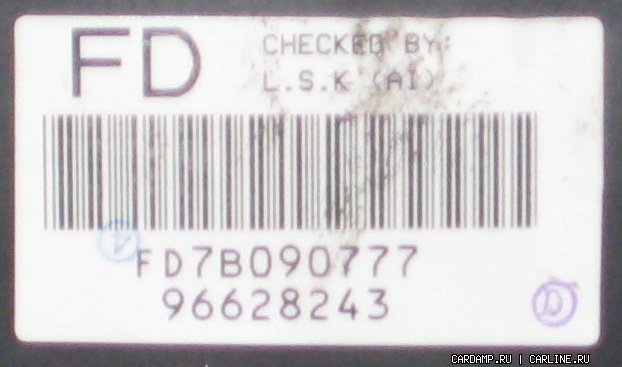 FD
CHECKED BY:
L.S.K (AI)
FD7B090777
96628243
CARDAMP.RU | CARLINE.RU